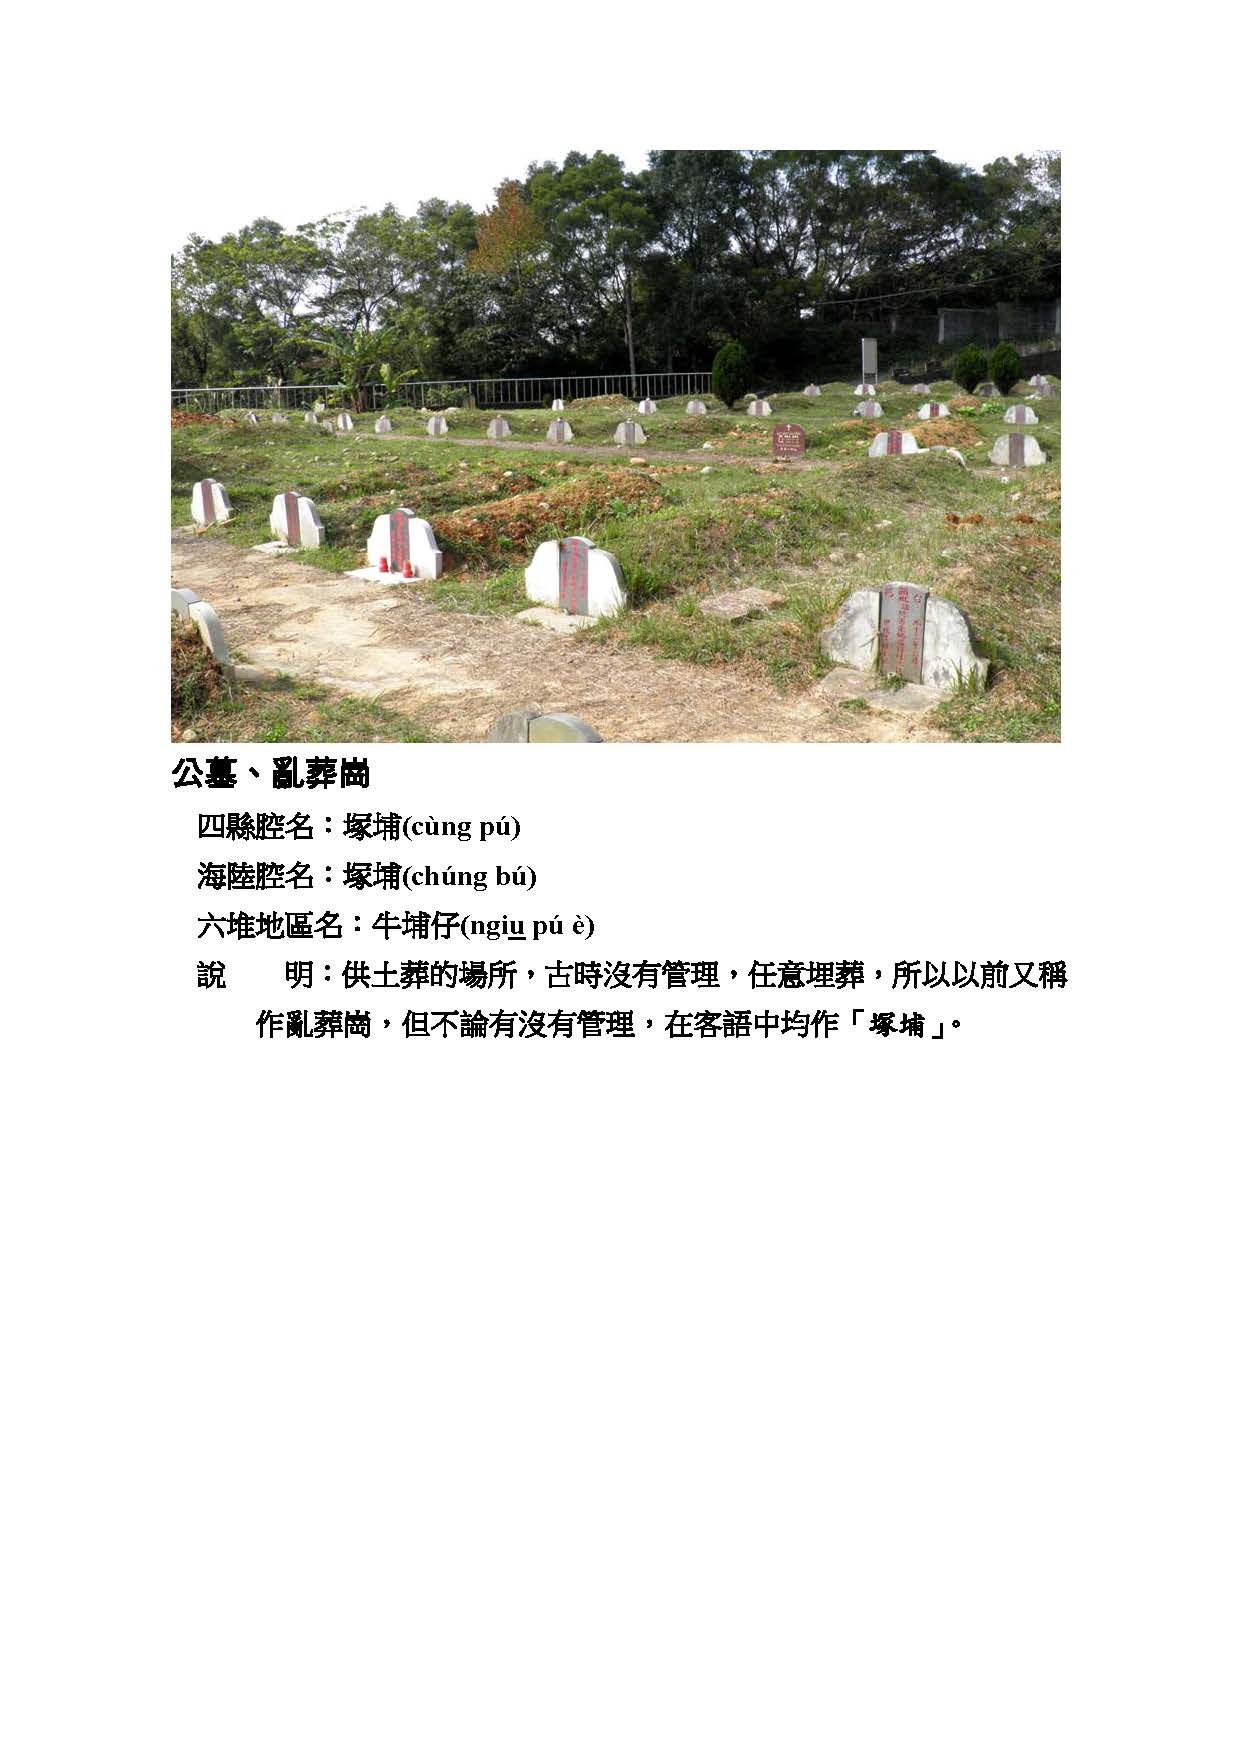 公墓、亂葬崗
四縣腔名：塚埔(cùng pú)
海陸腔名：塚埔(chúng bú)
六堆地區名：牛埔仔(ngiu pú è)
說　　明：供土葬的場所，古時沒有管理，任意埋葬，所以以前又稱
作亂葬崗，但不論有沒有管理，在客語中均作「塚埔」。